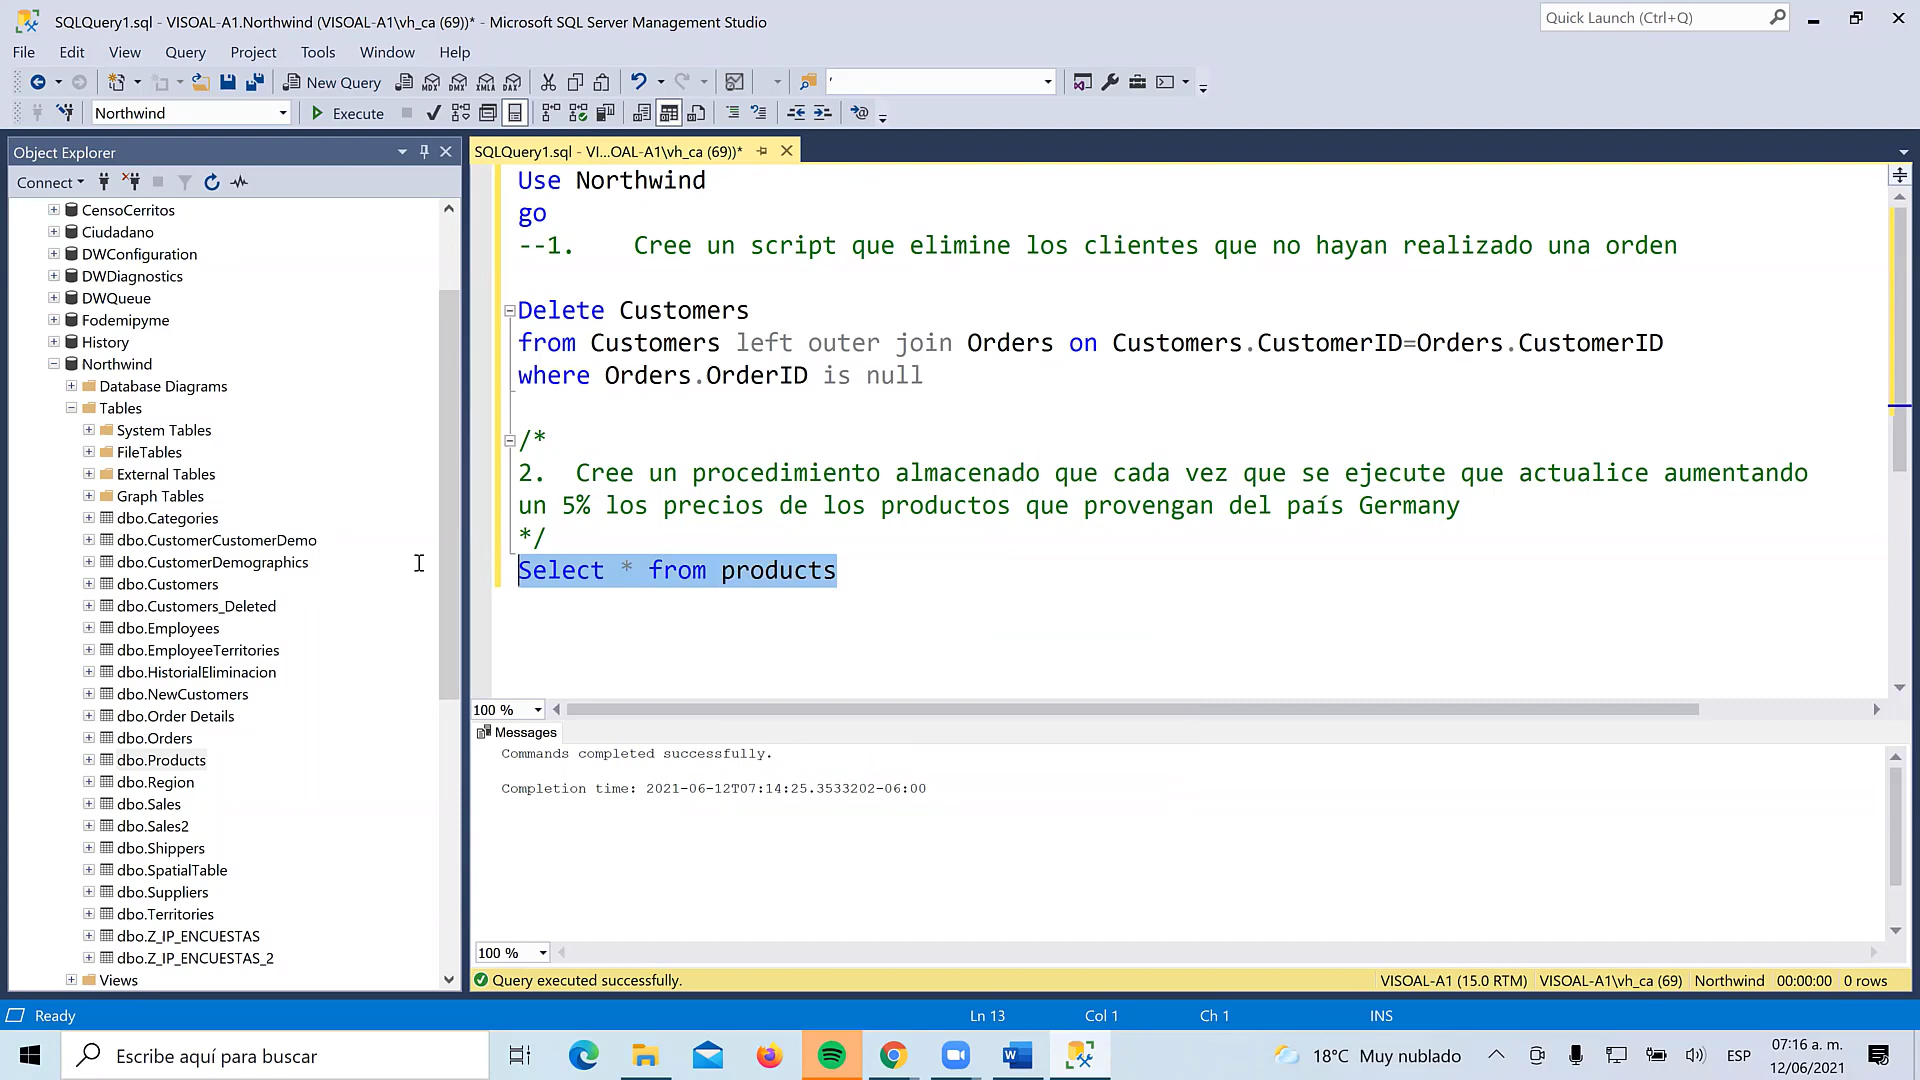 SQLQuery1.sql - VISOAL-A1.Northwind (VISOAL-A1\vh_ca (69))* - Microsoft SQL Server Management Studio
Quick Launch (Ctrl+Q)
File Edit View Query Project Tools Window Help
New Query MDX DMX XMLA DAX '
Northwind Execute
Object Explorer
SQLQuery1.sql - VI...OAL-A1\vh_ca (69))*
Connect
CensoCerritos
Ciudadano
DWConfiguration
DWDiagnostics
DWQueue
Fodemipyme
History
Northwind
Database Diagrams
Tables
System Tables
FileTables
External Tables
Graph Tables
dbo.Categories
dbo.CustomerCustomerDemo
dbo.CustomerDemographics
dbo.Customers
dbo.Customers_Deleted
dbo.Employees
dbo.EmployeeTerritories
dbo.HistorialEliminacion
dbo.NewCustomers
dbo.Order Details
dbo.Orders
dbo.Products
dbo.Region
dbo.Sales
dbo.Sales2
dbo.Shippers
dbo.SpatialTable
dbo.Suppliers
dbo.Territories
dbo.Z_IP_ENCUESTAS
dbo.Z_IP_ENCUESTAS_2
Views
Use Northwind
go
--1. Cree un script que elimine los clientes que no hayan realizado una orden
Delete Customers
from Customers left outer join Orders on Customers.CustomerID=Orders.CustomerID
where Orders.OrderID is null
/*
2. Cree un procedimiento almacenado que cada vez que se ejecute que actualice aumentando
un 5% los precios de los productos que provengan del país Germany
*/
Select * from products
100 %
Messages
Commands completed successfully.
Completion time: 2021-06-12T07:14:25.3533202-06:00
100 %
Query executed successfully.
VISOAL-A1 (15.0 RTM) VISOAL-A1\vh_ca (69) Northwind 00:00:00 0 rows
Ready Ln 13 Col 1 Ch 1 INS
Escribe aquí para buscar
18°C Muy nublado
ESP
07:16 a. m.
12/06/2021